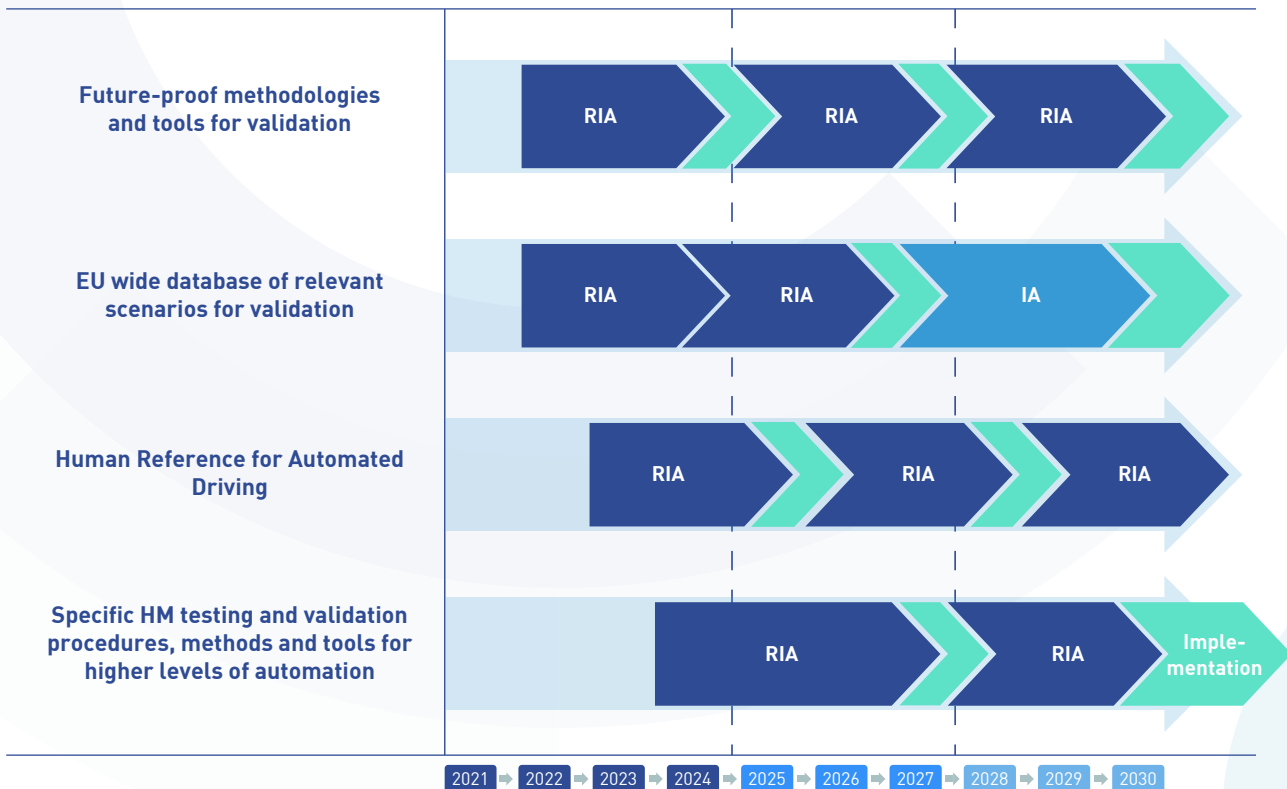 Future-proof methodologies
and tools for validation
RIA
RIA
RIA
EU wide database of relevant
scenarios for validation
RIA
RIA
IA
Human Reference for Automated
Driving
RIA
RIA
RIA
Specific HM testing and validation
procedures, methods and tools for
higher levels of automation
RIA
RIA
Imple-
mentation
2021 2022 2023 2024 2025 2026 2027 2028 2029 2030